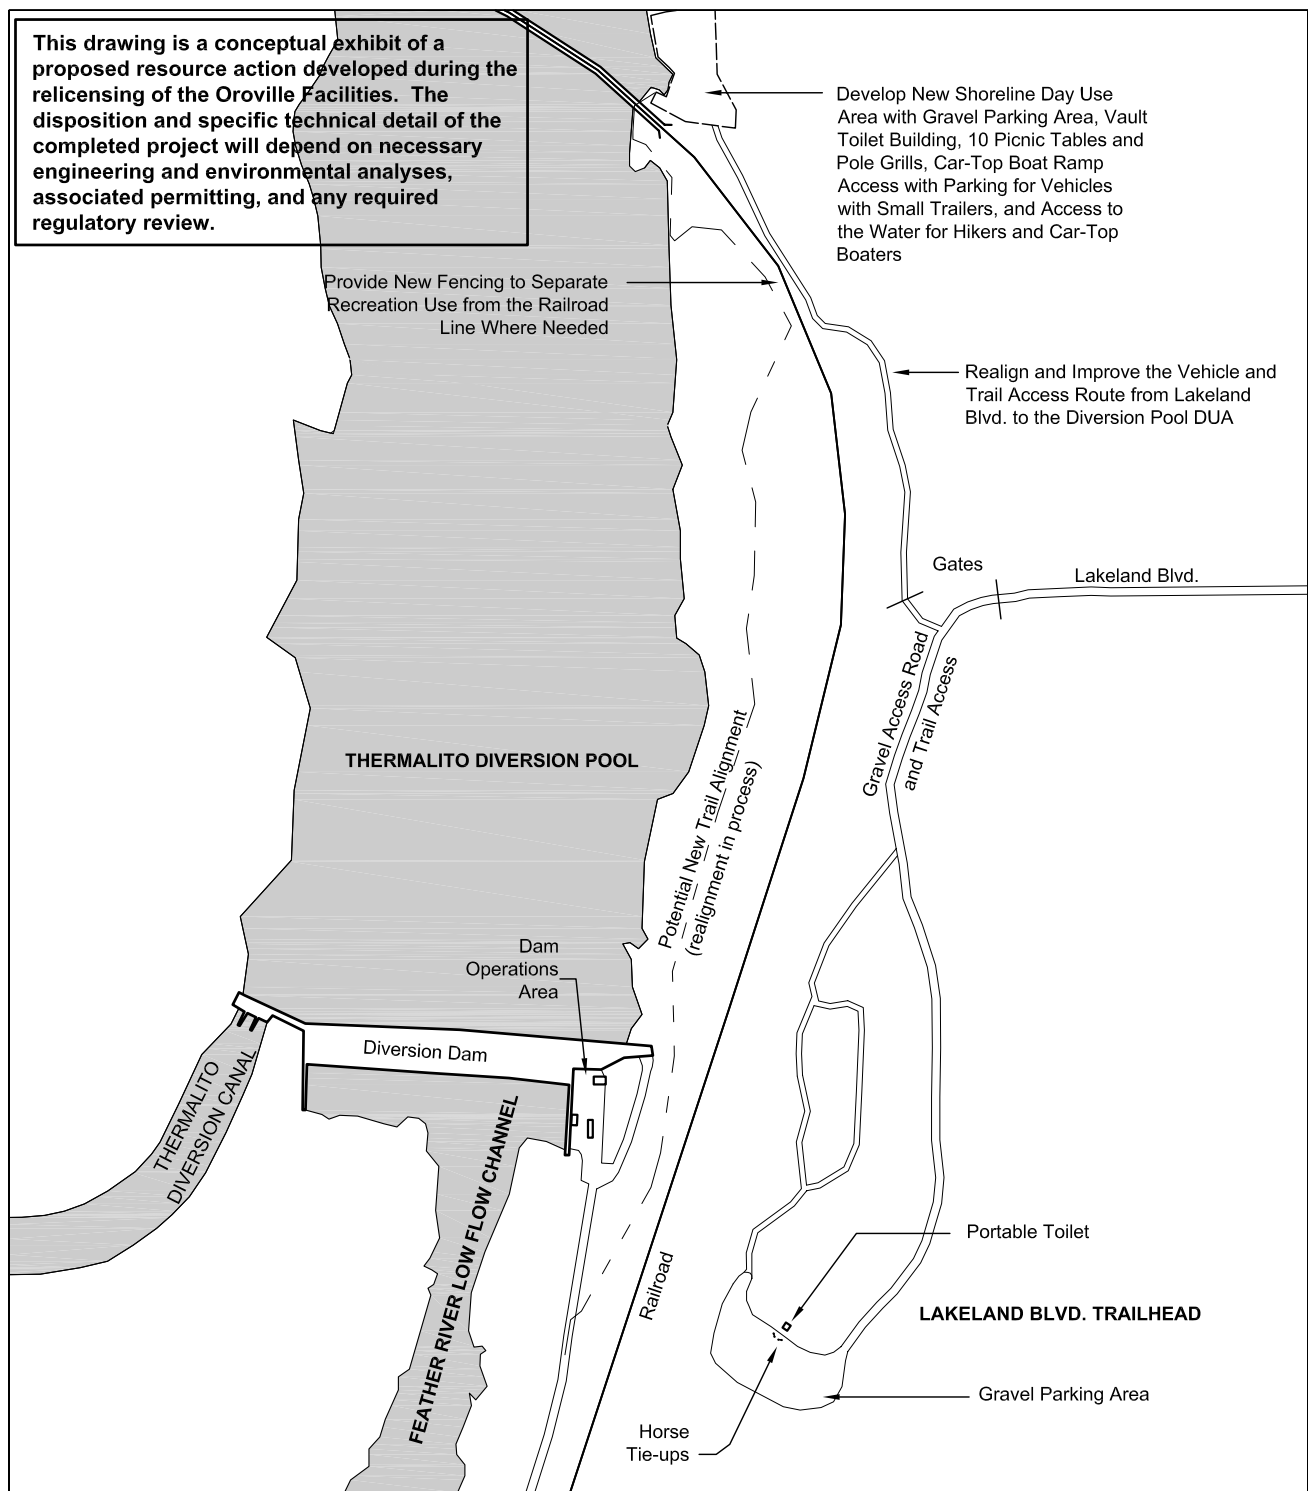 This drawing is a conceptual exhibit of a
proposed resource action developed during the
relicensing of the Oroville Facilities.  The
disposition and specific technical detail of the
completed project will depend on necessary
engineering and environmental analyses,
associated permitting, and any required
regulatory review.
Develop New Shoreline Day Use
Area with Gravel Parking Area, Vault
Toilet Building, 10 Picnic Tables and
Pole Grills, Car-Top Boat Ramp
Access with Parking for Vehicles
with Small Trailers, and Access to
the Water for Hikers and Car-Top
Boaters
Provide New Fencing to Separate
Recreation Use from the Railroad
Line Where Needed
Realign and Improve the Vehicle and
Trail Access Route from Lakeland
Blvd. to the Diversion Pool DUA
Gates
Lakeland Blvd.
Gravel Access Road
and Trail Access
THERMALITO DIVERSION POOL
Potential New Trail Alignment
(realignment in process)
Dam
Operations
Area
Diversion Dam
THERMALITO
DIVERSION CANAL
FEATHER RIVER LOW FLOW CHANNEL
Railroad
Portable Toilet
LAKELAND BLVD. TRAILHEAD
Gravel Parking Area
Horse
Tie-ups